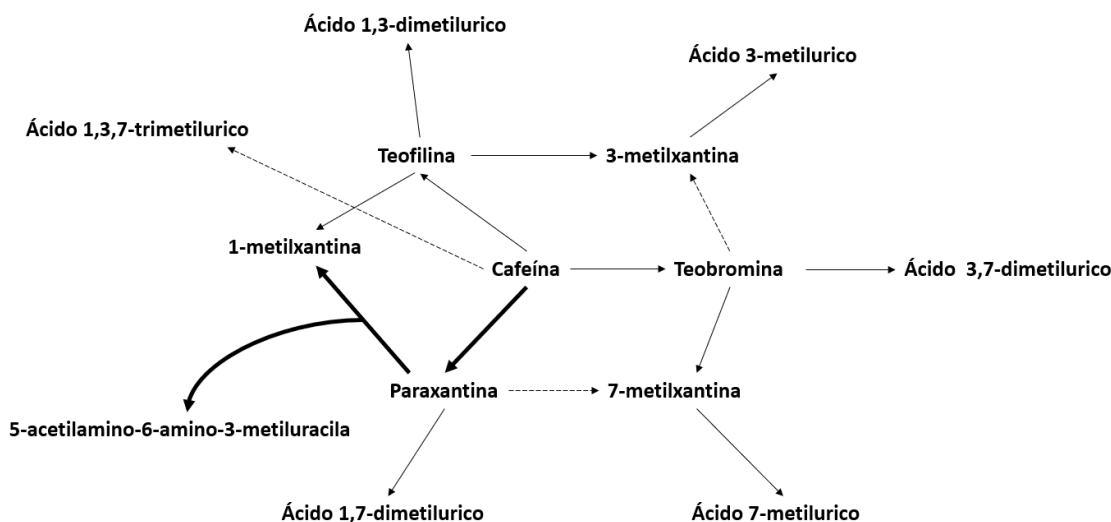 Ácido 1,3-dimetilurico
Ácido 3-metilurico
Ácido 1,3,7-trimetilurico
Teofilina
3-metilxantina
1-metilxantina
Cafeína
Teobromina
Ácido 3,7-dimetilurico
Paraxantina
7-metilxantina
5-acetilamino-6-amino-3-metiluracila
Ácido 1,7-dimetilurico
Ácido 7-metilurico